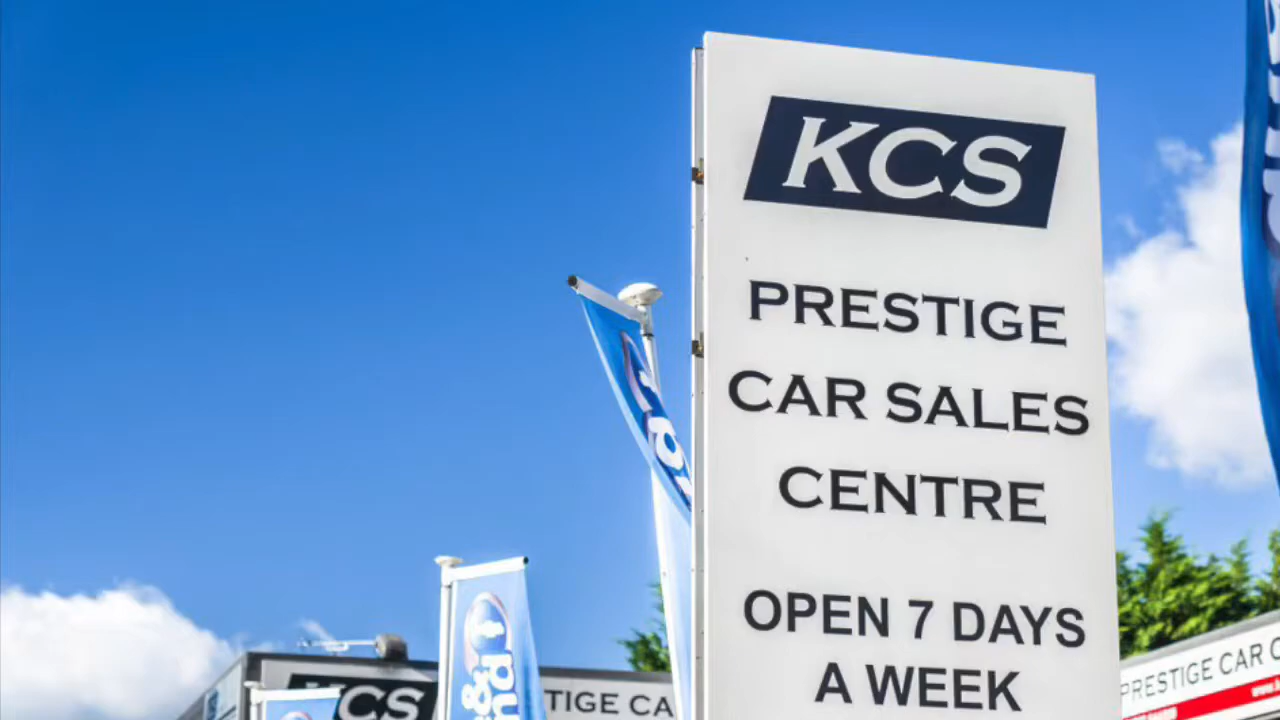 KCS
PRESTIGE
CAR SALES
CENTRE
OPEN 7 DAYS
A WEEK
KCS
TIGE CA
PRESTIGE CAR